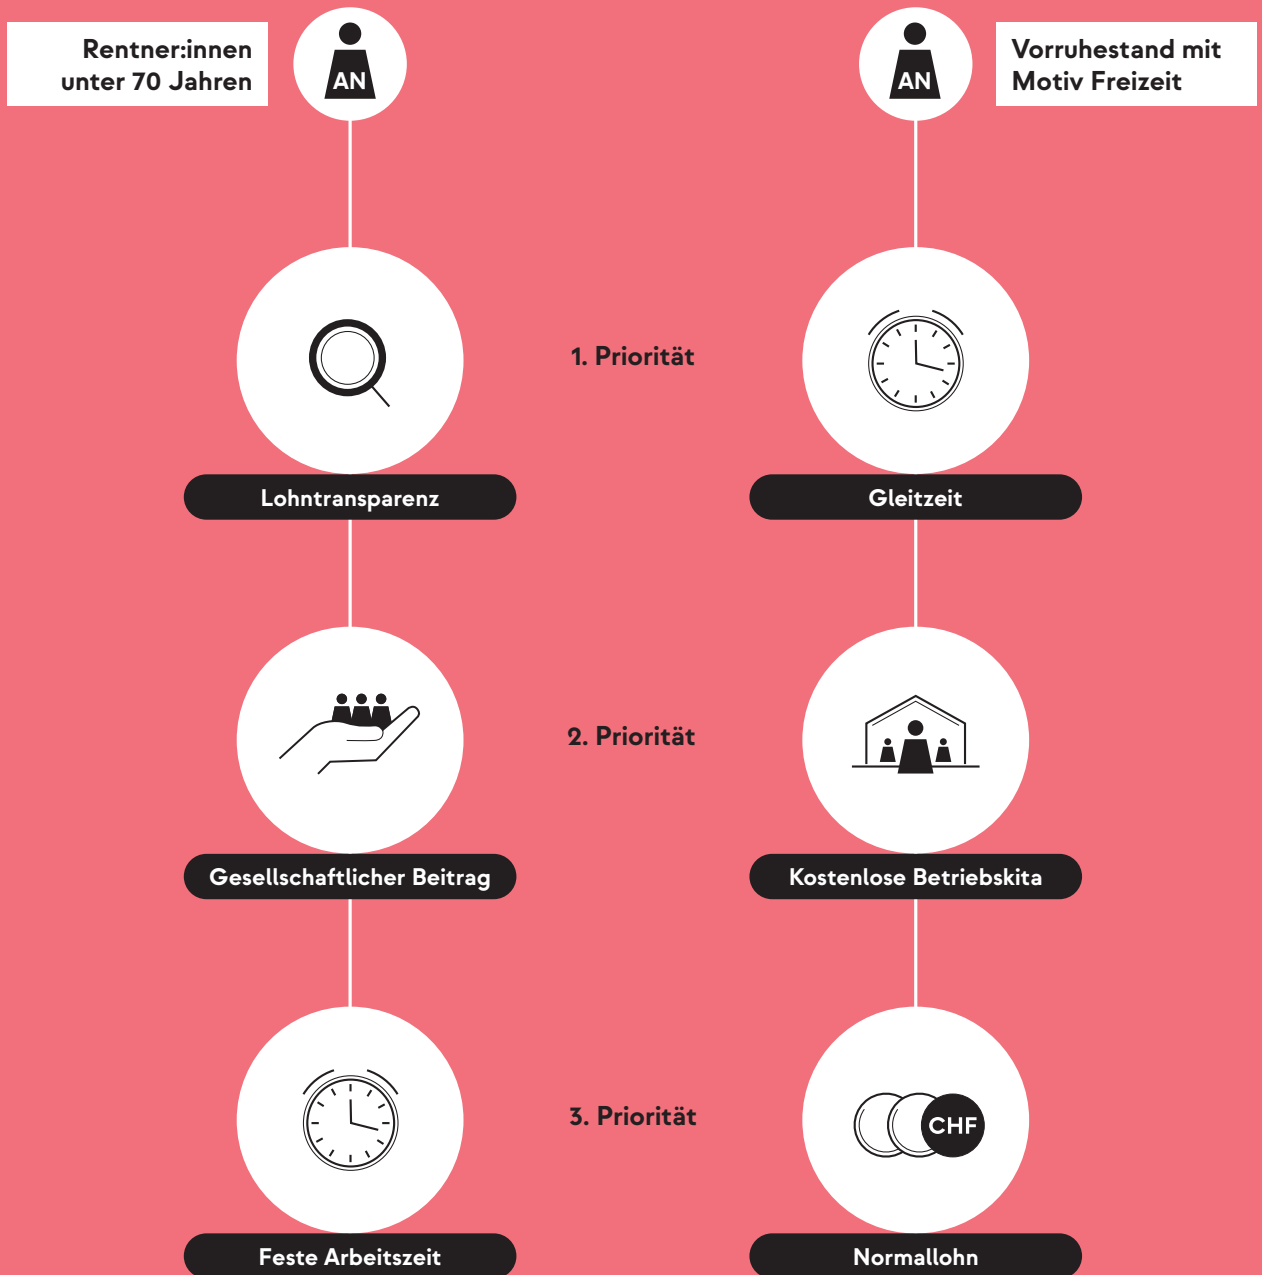 Rentner:innen
unter 70 Jahren
AN
AN
Vorruhestand mit
Motiv Freizeit
1. Priorität
Lohntransparenz
Gleitzeit
2. Priorität
Gesellschaftlicher Beitrag
Kostenlose Betriebskita
3. Priorität
CHF
Feste Arbeitszeit
Normallohn